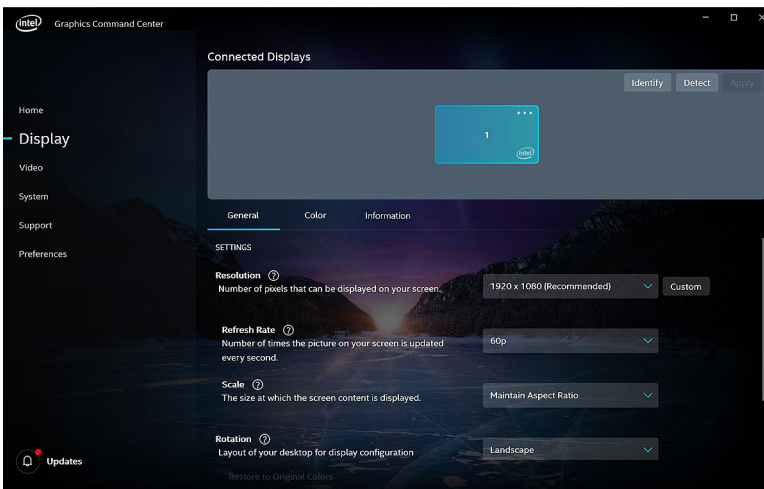 intel Graphics Command Center
Connected Displays
Identify Detect Apply
1
intel
Home
Display
Video
System
Support
Preferences
Updates
General Color Information
SETTINGS
Resolution ?
Number of pixels that can be displayed on your screen.
1920 x 1080 (Recommended) Custom
Refresh Rate ?
Number of times the picture on your screen is updated
every second.
60p
Scale ?
The size at which the screen content is displayed.
Maintain Aspect Ratio
Rotation ?
Layout of your desktop for display configuration
Landscape
Restore to Original Colors